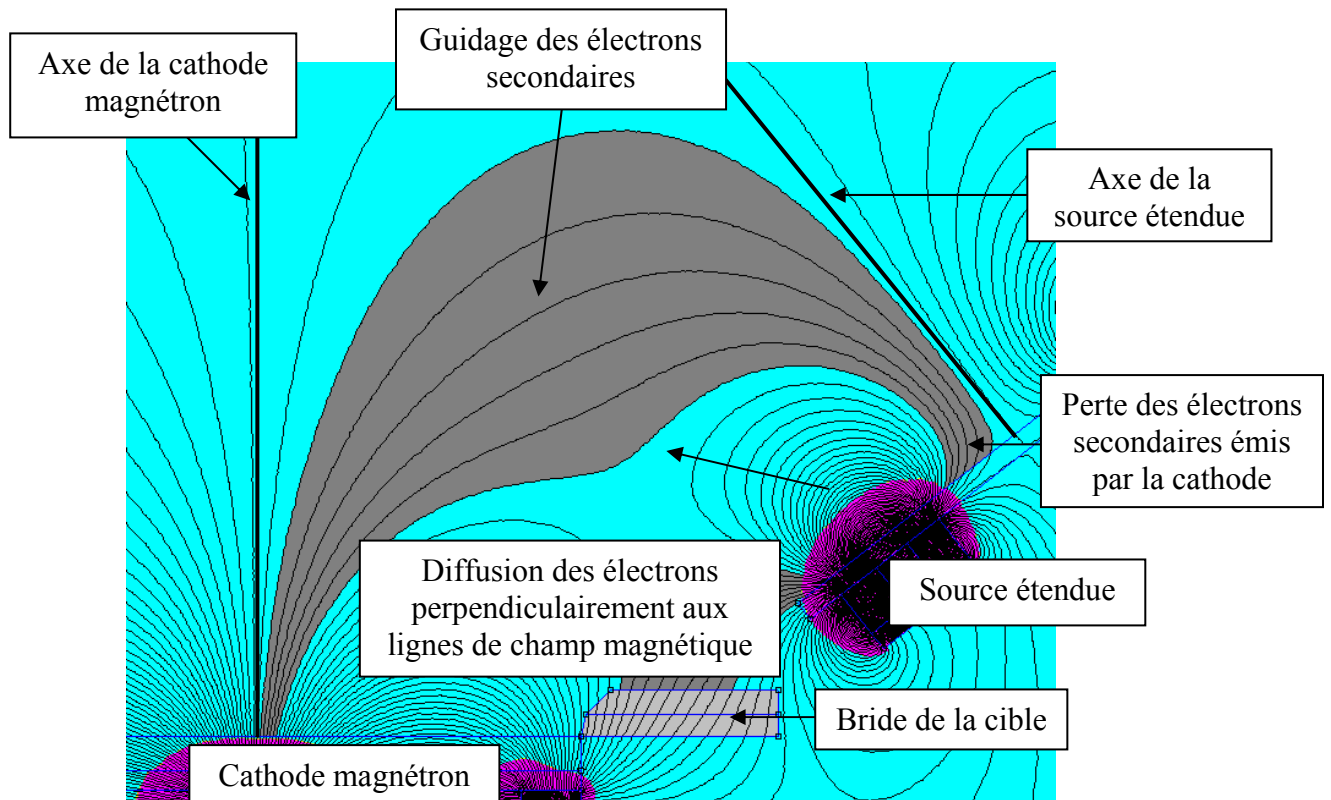 Guidage des électrons
secondaires
Axe de la cathode
magnétron
Axe de la
source étendue
Perte des électrons
secondaires émis
par la cathode
Diffusion des électrons
perpendiculairement aux
lignes de champ magnétique
Source étendue
Bride de la cible
Cathode magnétron